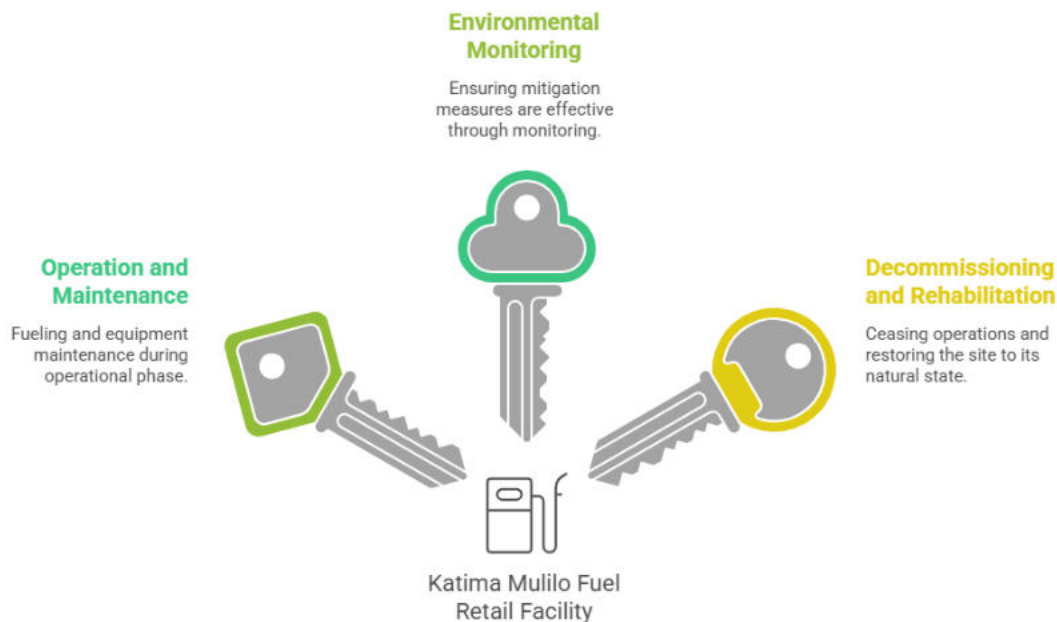 Environmental
Monitoring
Ensuring mitigation
measures are effective
through monitoring.
Operation and
Maintenance
Fueling and equipment
maintenance during
operational phase.
Decommissioning
and Rehabilitation
Ceasing operations and
restoring the site to its
natural state.
Katima Mulilo Fuel
Retail Facility